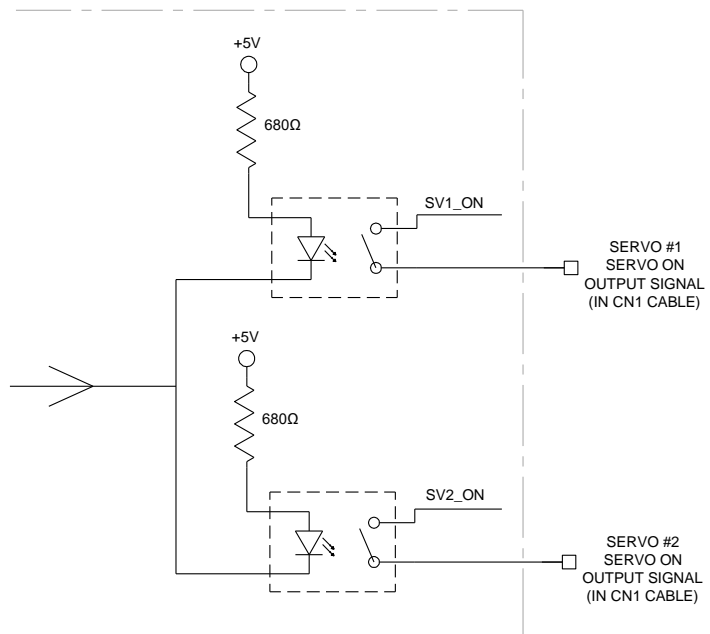 +5V
680Ω
SV1_ON
SERVO #1
SERVO ON
OUTPUT SIGNAL
(IN CN1 CABLE)
+5V
680Ω
SV2_ON
SERVO #2
SERVO ON
OUTPUT SIGNAL
(IN CN1 CABLE)